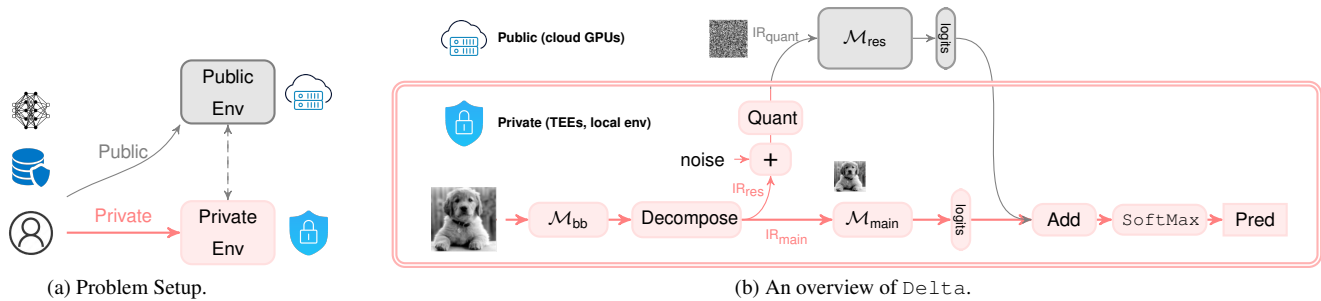 Public
Env
Public
Private
Private
Env
(a) Problem Setup.
Public (cloud GPUs)
IRquant
Mres
logits
Private (TEEs, local env)
Quant
noise
+
IRres
Mbb
Decompose
IRmain
Mmain
logits
Add
SoftMax
Pred
(b) An overview of Delta.